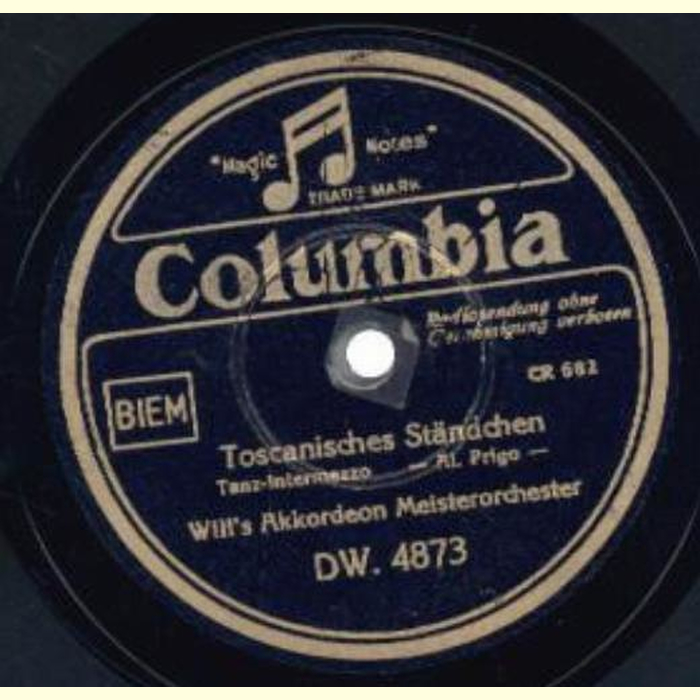 "Magic Notes"
TRADE MARK
Columbia
Radiosendung ohne
Genehmigung verboten
CR 682
BIEM
Toscanisches Ständchen
Tanz-Intermezzo — Al. Prigo —
Will's Akkordeon Meisterorchester
DW. 4873